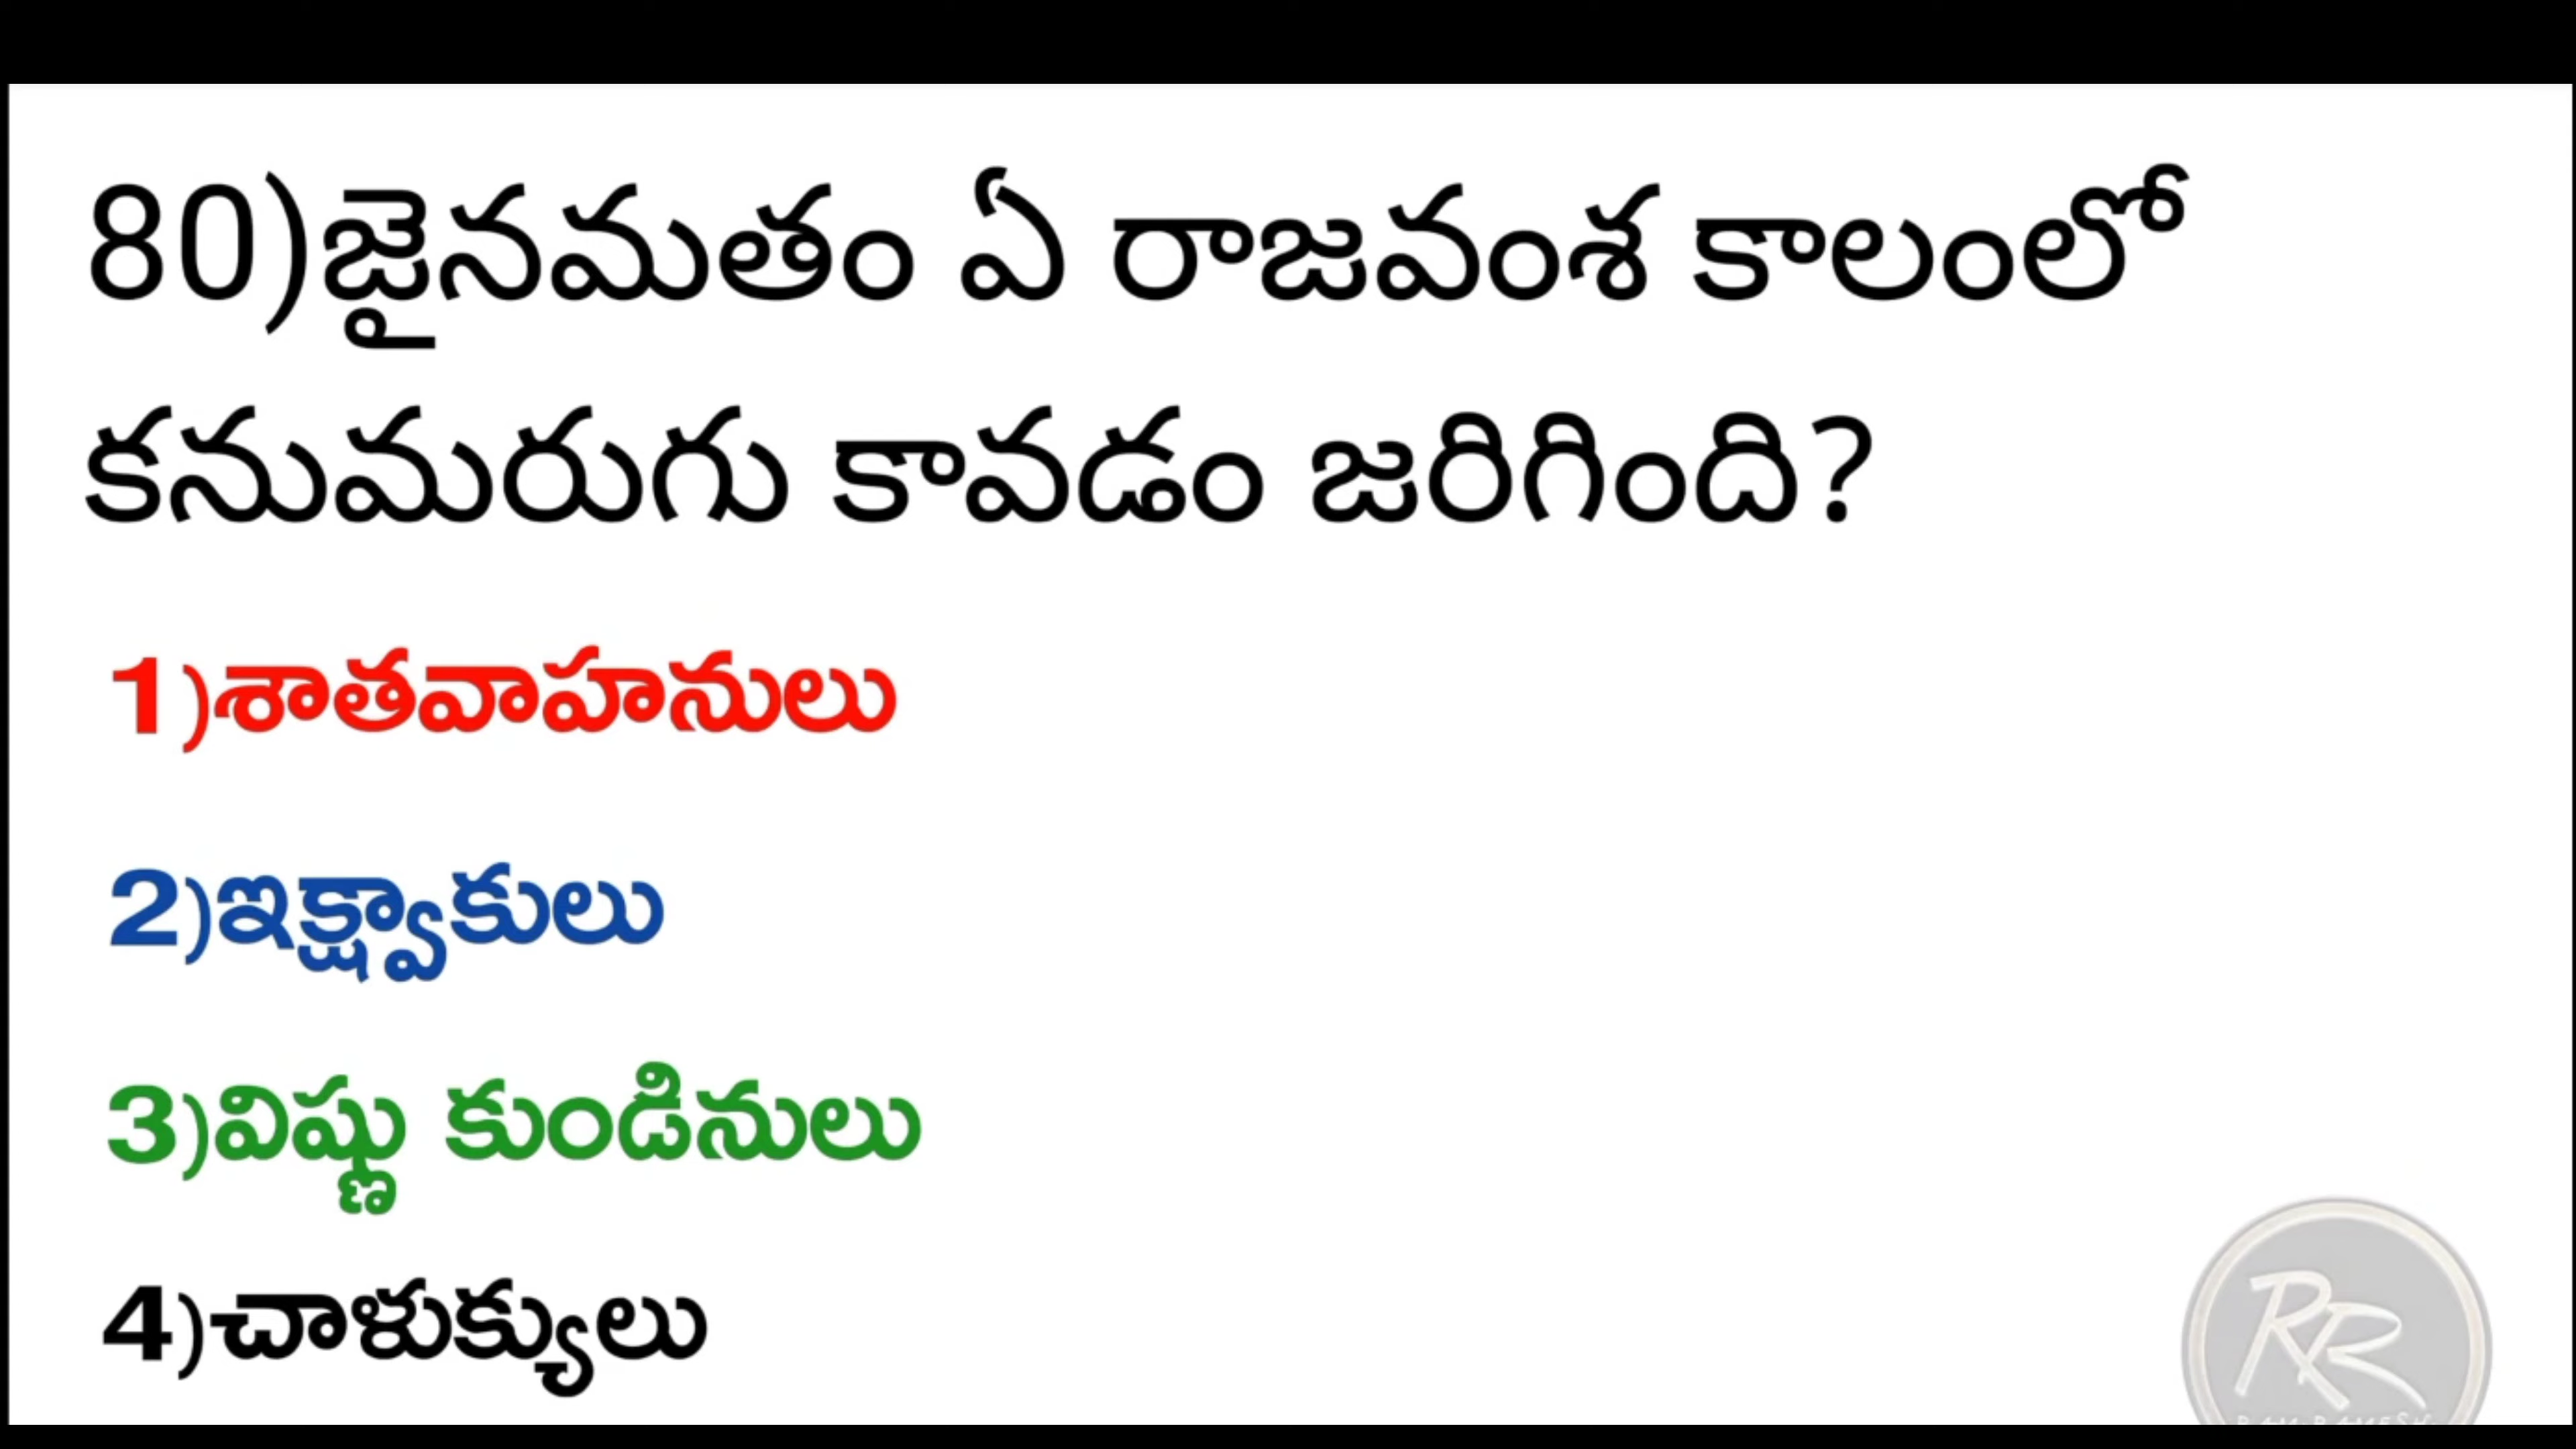 80)జైనమతం ఏ రాజవంశ కాలంలో
కనుమరుగు కావడం జరిగింది?
1)శాతవాహనులు
2)ఇక్ష్వాకులు
3)విష్ణు కుండినులు
4)చాళుక్యులు
RR